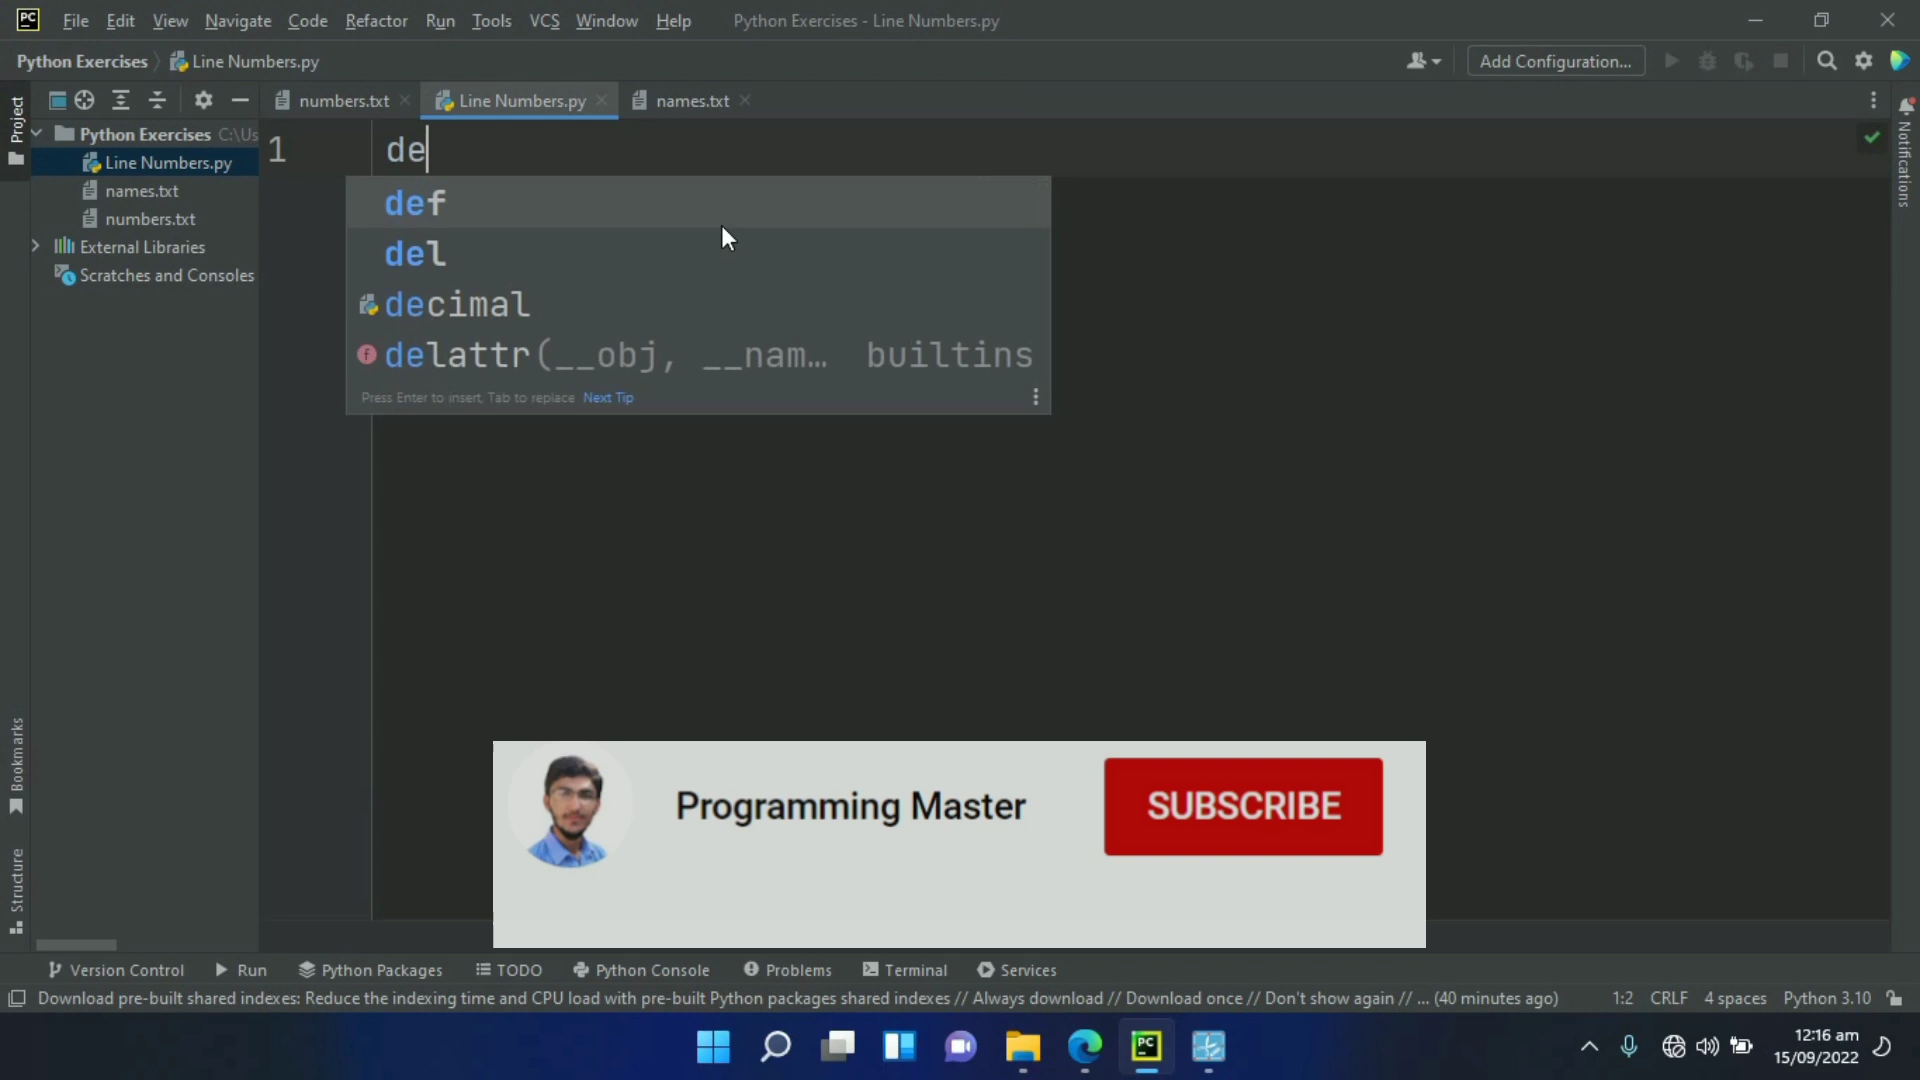 PC File Edit View Navigate Code Refactor Run Tools VCS Window Help Python Exercises - Line Numbers.py
Python Exercises Line Numbers.py Add Configuration...
Project
numbers.txt Line Numbers.py names.txt
Notifications
Python Exercises C:\Us
Line Numbers.py
names.txt
numbers.txt
External Libraries
Scratches and Consoles
1 de
def
del
decimal
f delattr(__obj, __nam... builtins
Press Enter to insert, Tab to replace Next Tip
Programming Master SUBSCRIBE
Bookmarks
Structure
Version Control Run Python Packages TODO Python Console Problems Terminal Services
Download pre-built shared indexes: Reduce the indexing time and CPU load with pre-built Python packages shared indexes // Always download // Download once // Don't show again // ... (40 minutes ago) 1:2 CRLF 4 spaces Python 3.10
PC
12:16 am
15/09/2022